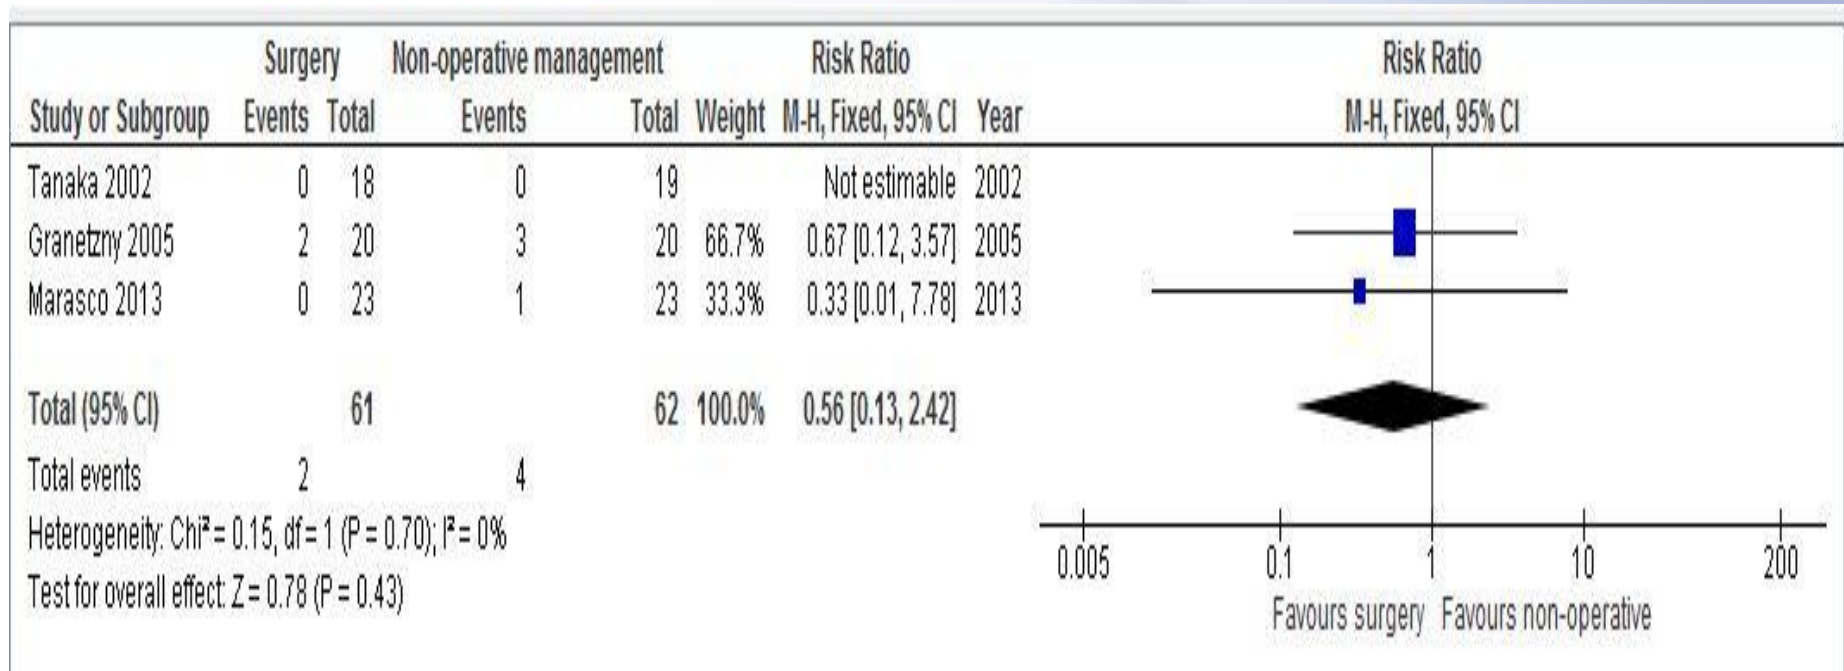 Surgery Non-operative management Risk Ratio Risk Ratio
Study or Subgroup Events Total Events Total Weight M-H, Fixed, 95% CI Year M-H, Fixed, 95% CI
Tanaka 2002 0 18 0 19 Not estimable 2002
Granetzny 2005 2 20 3 20 66.7% 0.67 [0.12, 3.57] 2005
Marasco 2013 0 23 1 23 33.3% 0.33 [0.01, 7.78] 2013
Total (95% CI) 61 62 100.0% 0.56 [0.13, 2.42]
Total events 2 4
Heterogeneity: Chi² = 0.15, df = 1 (P = 0.70); I² = 0%
Test for overall effect: Z = 0.78 (P = 0.43)
0.005 0.1 1 10 200
Favours surgery Favours non-operative